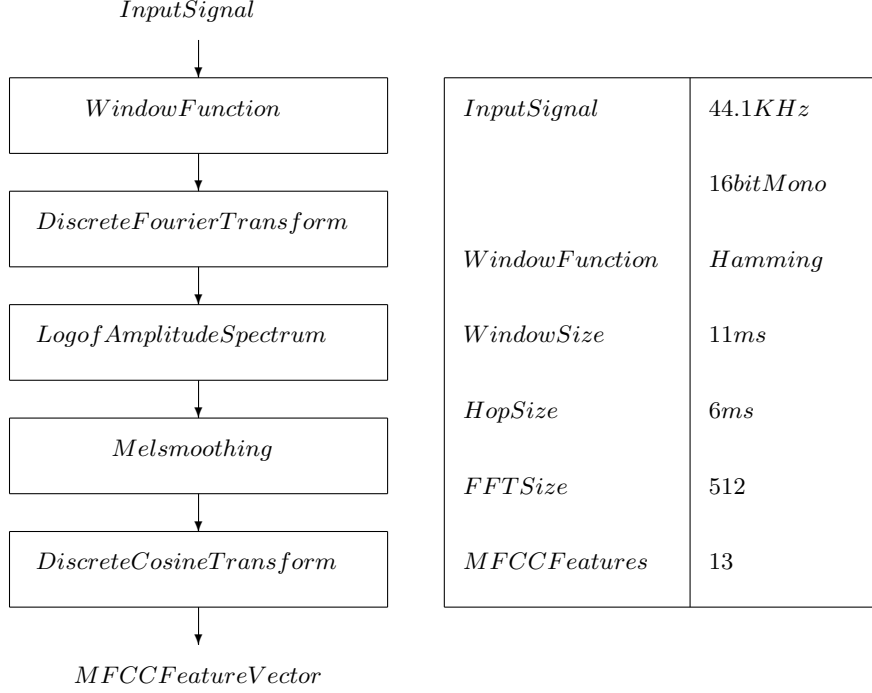 InputSignal
WindowFunction
DiscreteFourierTransform
LogofAmplitudeSpectrum
Melsmoothing
DiscreteCosineTransform
MFCCFeatureVector
InputSignal 44.1KHz
16bitMono
WindowFunction Hamming
WindowSize 11ms
HopSize 6ms
FFTSize 512
MFCCFeatures 13